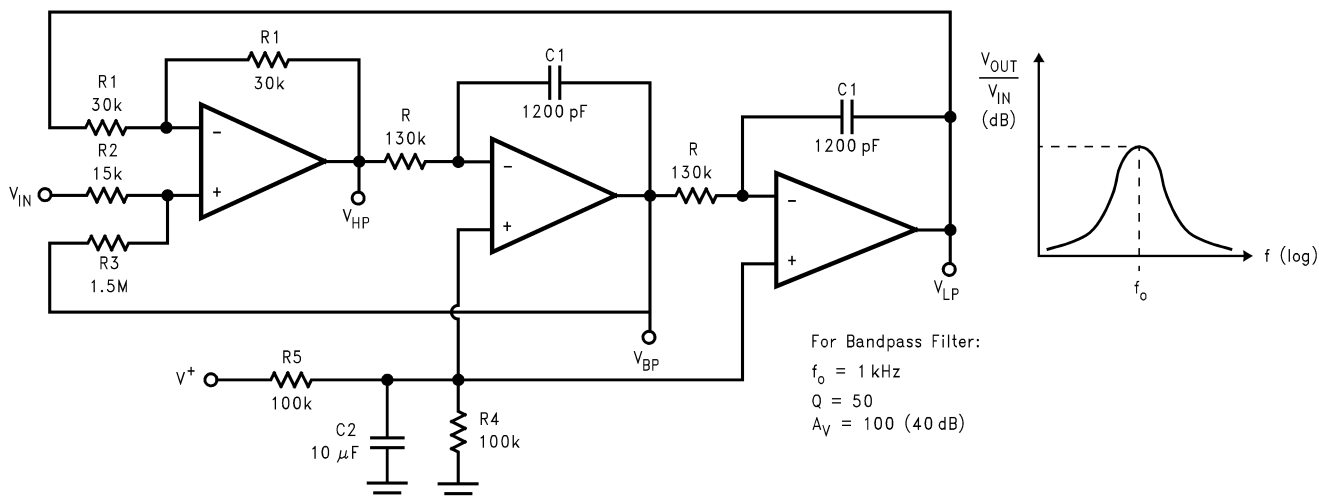 R1
30k
R1
30k
R2
15k
V_IN
R3
1.5M
−
+
V_HP
R
130k
C1
1200 pF
−
+
V_BP
R
130k
C1
1200 pF
−
+
V_LP
V⁺
R5
100k
C2
10 µF
R4
100k
For Bandpass Filter:
f_o = 1 kHz
Q = 50
A_V = 100 (40 dB)
V_OUT
V_IN
(dB)
f (log)
f_o